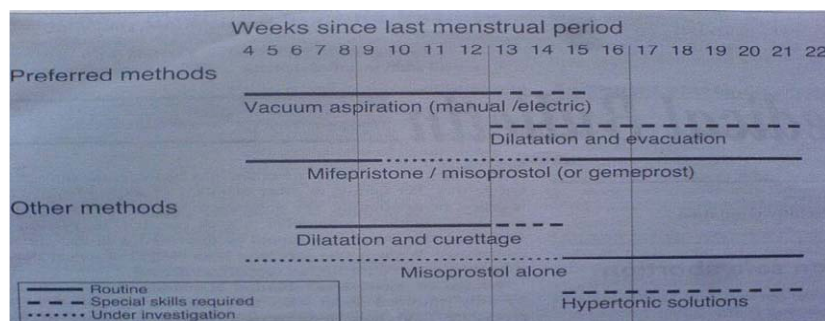 Weeks since last menstrual period
4 5 6 7 8 9 10 11 12 13 14 15 16 17 18 19 20 21 22
Preferred methods
Vacuum aspiration (manual /electric)
Dilatation and evacuation
Mifepristone / misoprostol (or gemeprost)
Other methods
Dilatation and curettage
Misoprostol alone
Hypertonic solutions
Routine
Special skills required
Under investigation